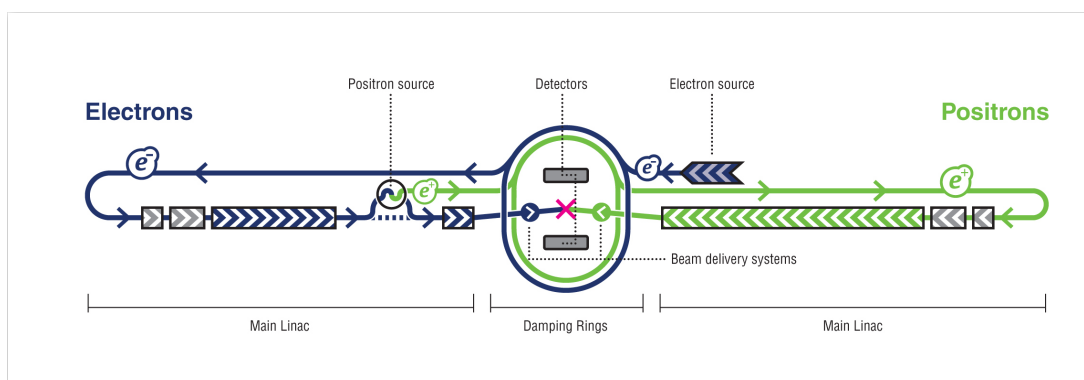 Positron source
Detectors
Electron source
Electrons
Positrons
e-
e-
e+
e+
Beam delivery systems
Main Linac
Damping Rings
Main Linac